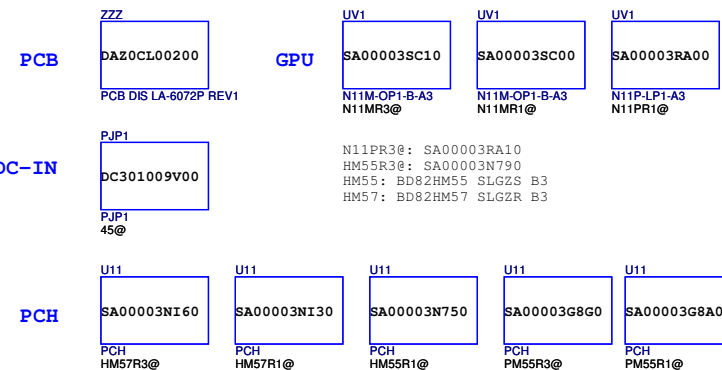 ZZZ
UV1
UV1
UV1
PCB
DAZ0CL00200
GPU
SA00003SC10
SA00003SC00
SA00003RA00
PCB DIS LA-6072P REV1
N11M-OP1-B-A3
N11M-OP1-B-A3
N11P-LP1-A3
N11MR3@
N11MR1@
N11PR1@
PJP1
DC-IN
DC301009V00
PJP1
45@
N11PR3@: SA00003RA10
HM55R3@: SA00003N790
HM55: BD82HM55 SLGZS B3
HM57: BD82HM57 SLGZR B3
U11
U11
U11
U11
U11
PCH
SA00003NI60
SA00003NI30
SA00003N750
SA00003G8G0
SA00003G8A0
PCH
PCH
PCH
PCH
PCH
HM57R3@
HM57R1@
HM55R1@
PM55R3@
PM55R1@